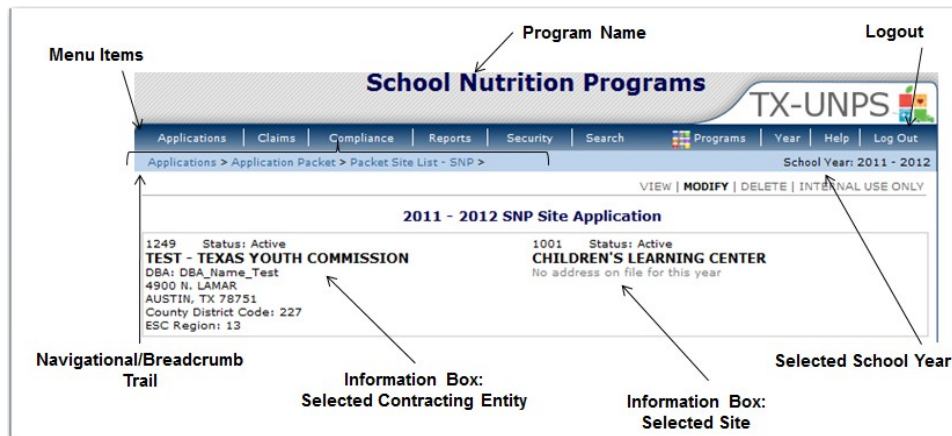 Program Name
Logout
Menu Items
School Nutrition Programs
TX-UNPS
Applications | Claims | Compliance | Reports | Security | Search Programs | Year | Help | Log Out
Applications > Application Packet > Packet Site List - SNP >
School Year: 2011 - 2012
VIEW | MODIFY | DELETE | INTERNAL USE ONLY
2011 - 2012 SNP Site Application
1249 Status: Active
TEST - TEXAS YOUTH COMMISSION
DBA: DBA_Name_Test
4900 N. LAMAR
AUSTIN, TX 78751
County District Code: 227
ESC Region: 13
1001 Status: Active
CHILDREN'S LEARNING CENTER
No address on file for this year
Navigational/Breadcrumb
Trail
Information Box:
Selected Contracting Entity
Information Box:
Selected Site
Selected School Year